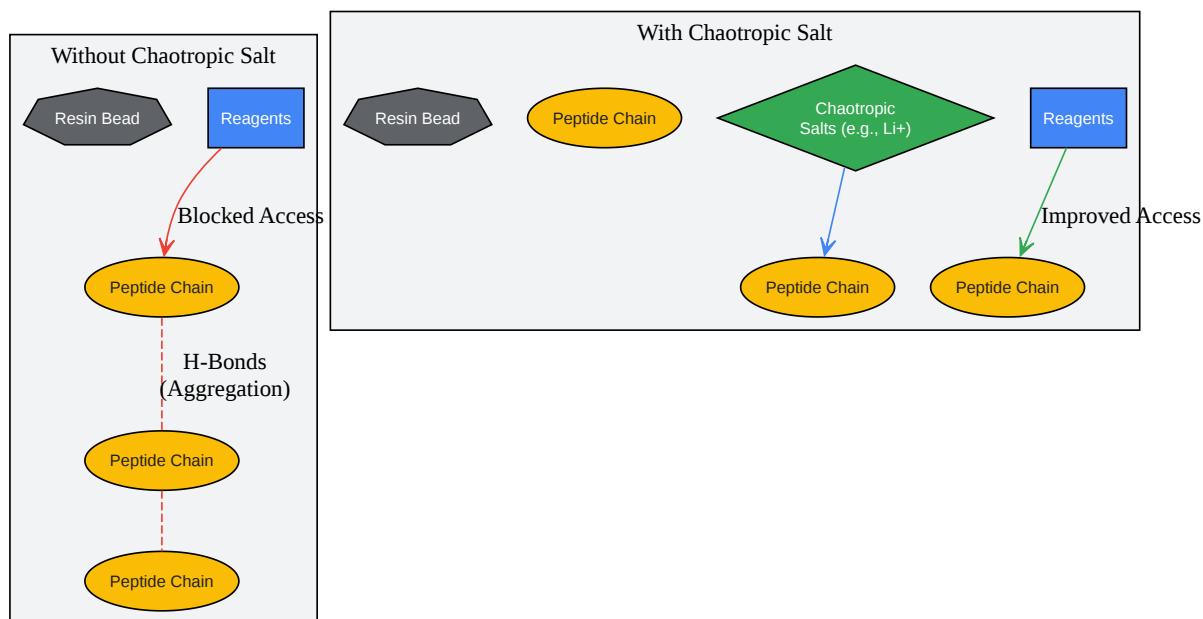 Without Chaotropic Salt
Resin Bead
Reagents
Blocked Access
Peptide Chain
H-Bonds
(Aggregation)
Peptide Chain
Peptide Chain
With Chaotropic Salt
Resin Bead
Peptide Chain
Chaotropic
Salts (e.g., Li+)
Reagents
Improved Access
Peptide Chain
Peptide Chain